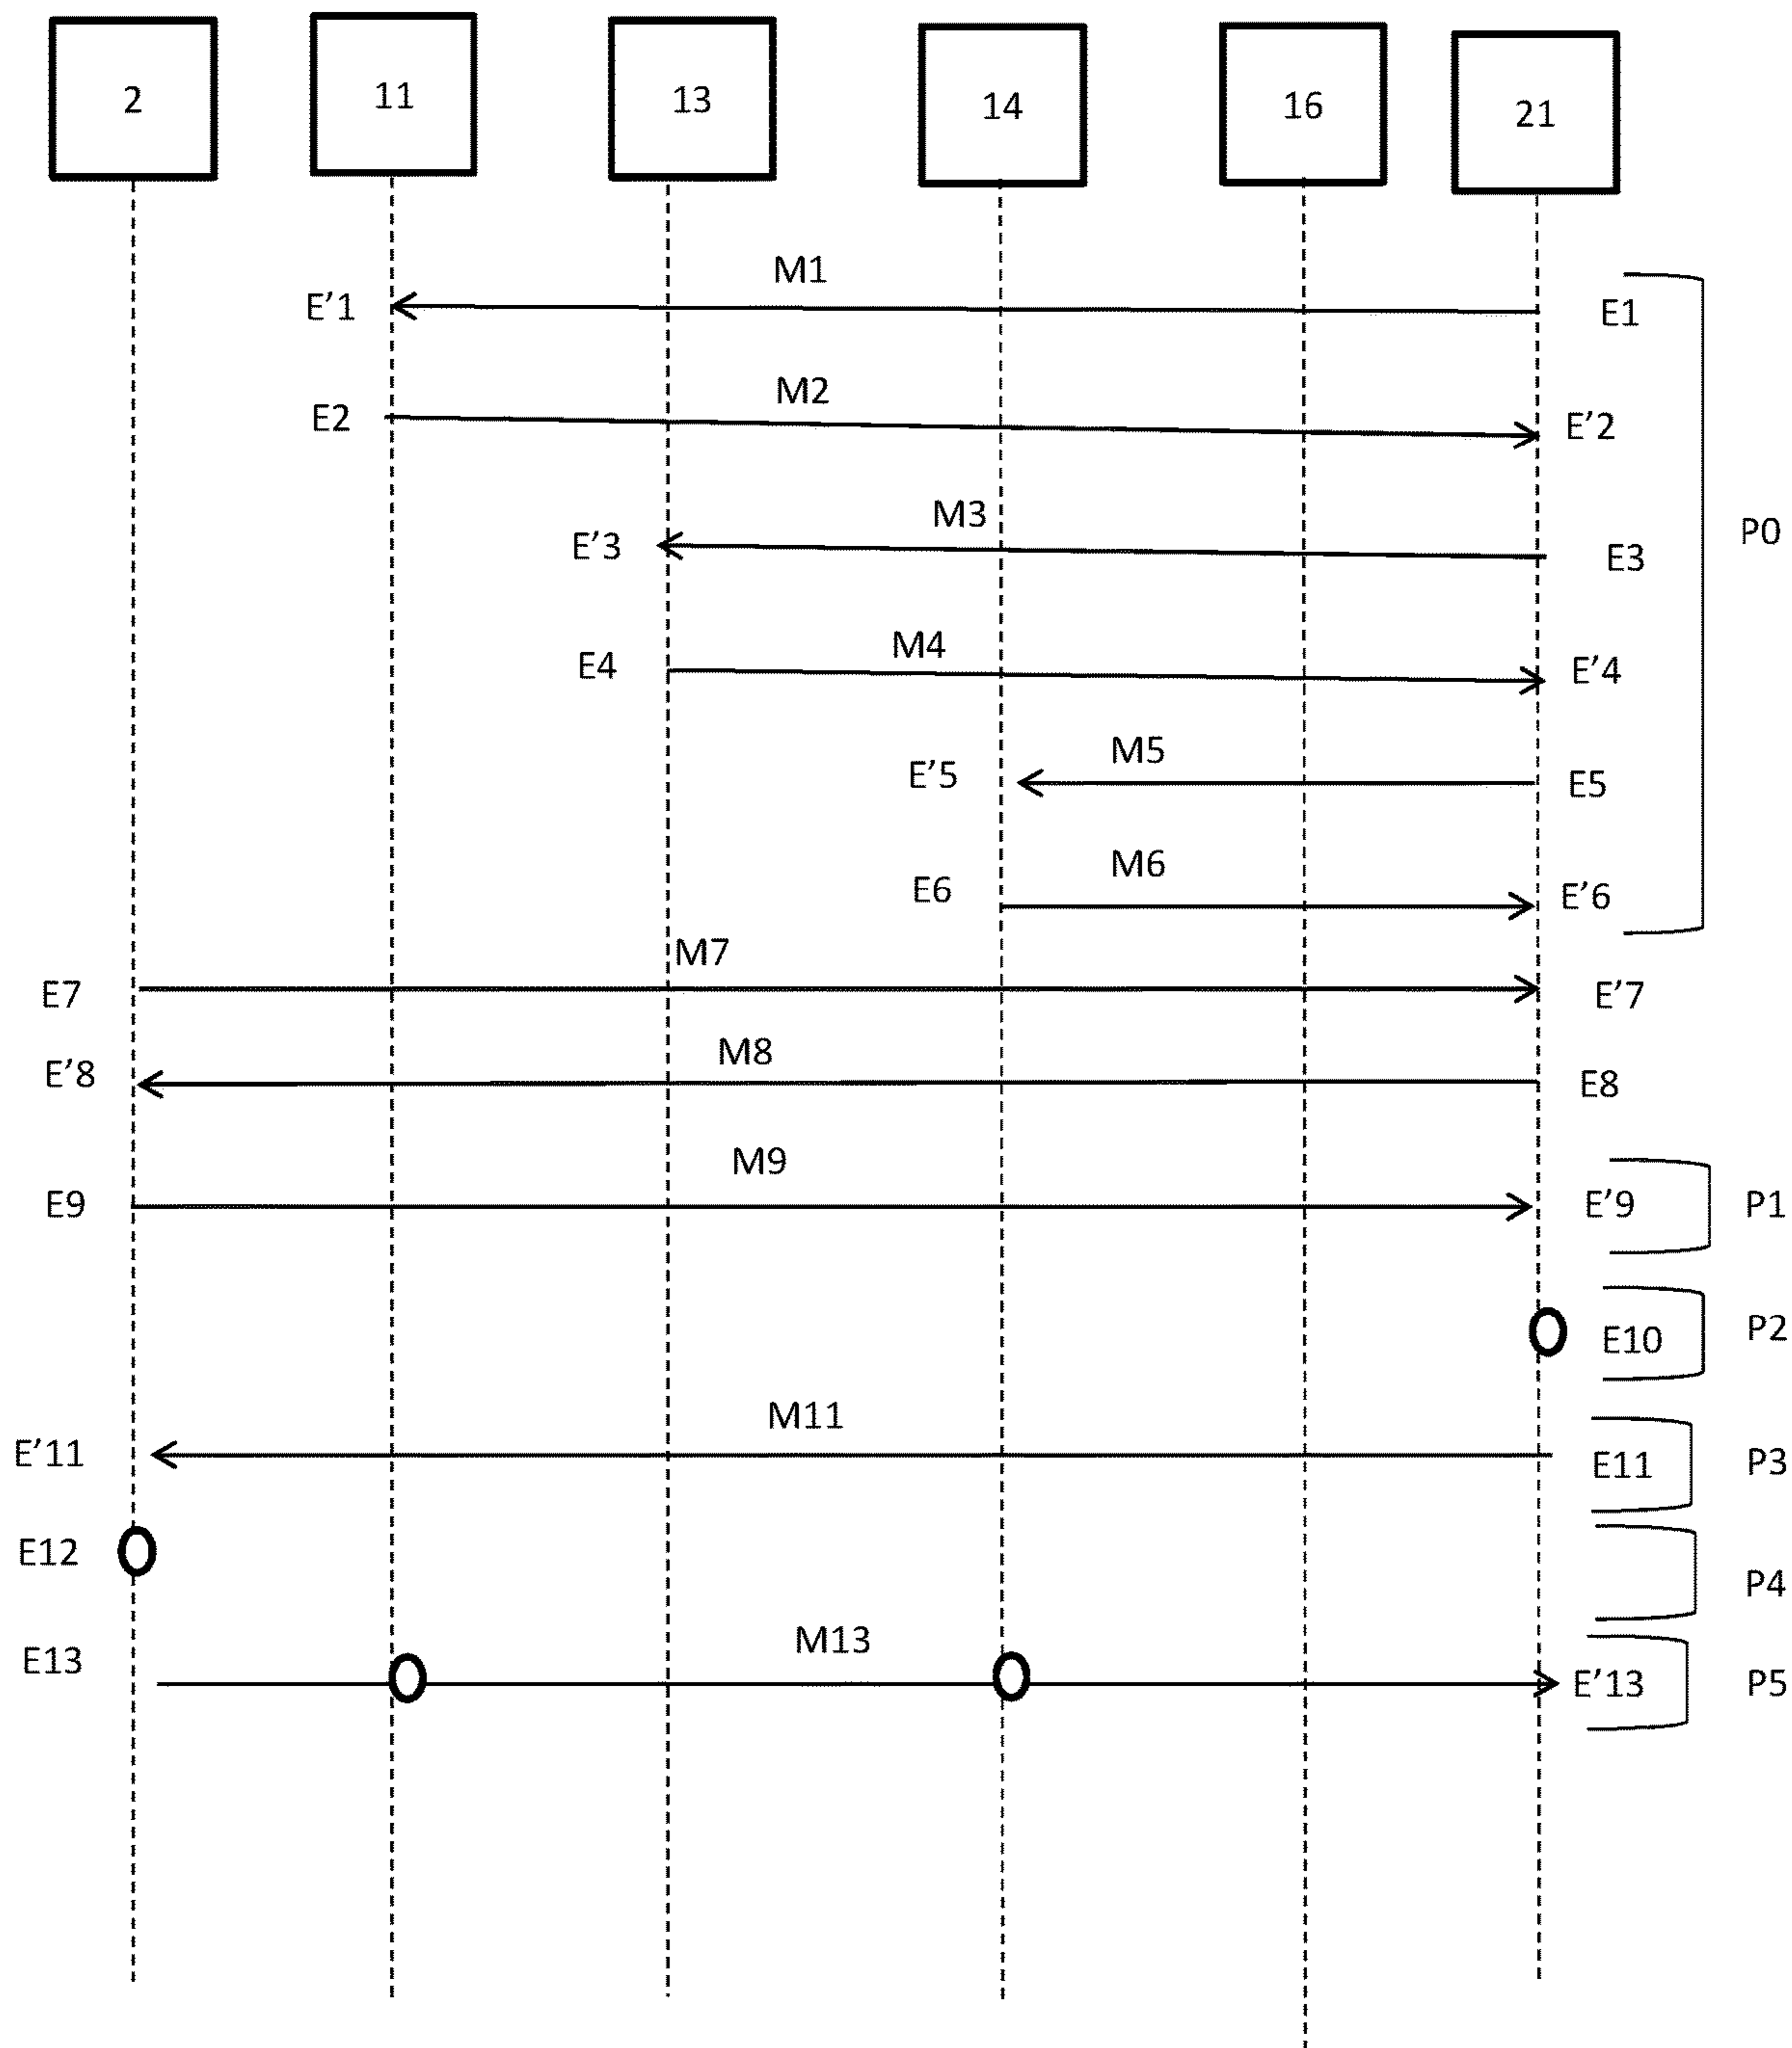 2 11 13 14 16 21
M1
E'1 E1
M2
E2 E'2
M3
E'3 E3
P0
M4
E4 E'4
M5
E'5 E5
M6
E6 E'6
M7
E7 E'7
M8
E'8 E8
M9
E9 E'9 P1
E10 P2
M11
E'11 E11 P3
E12 P4
M13
E13 E'13 P5